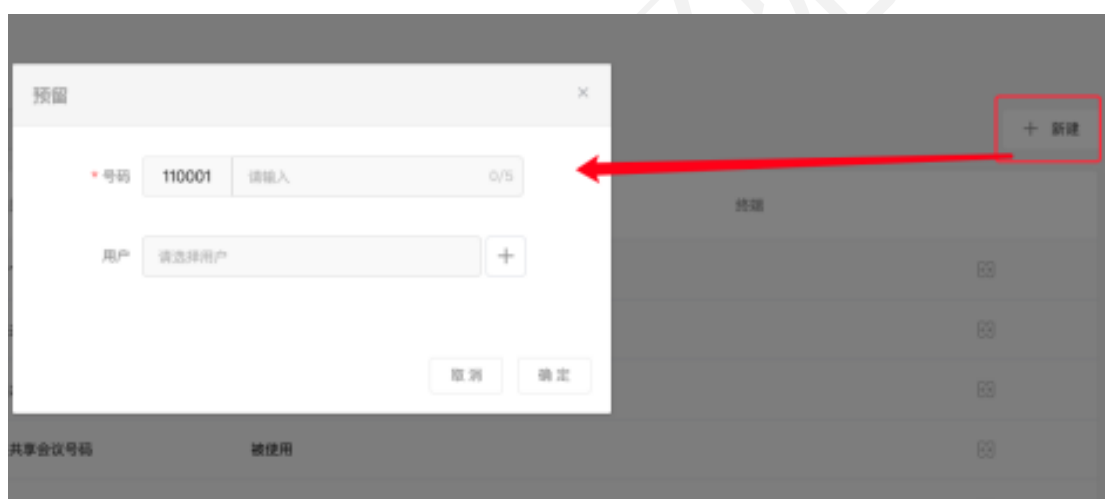 预留
+ 新建
* 号码 110001 请输入 0/5
终端
用户 请选择用户 +
取消 确定
共享会议号码 被使用